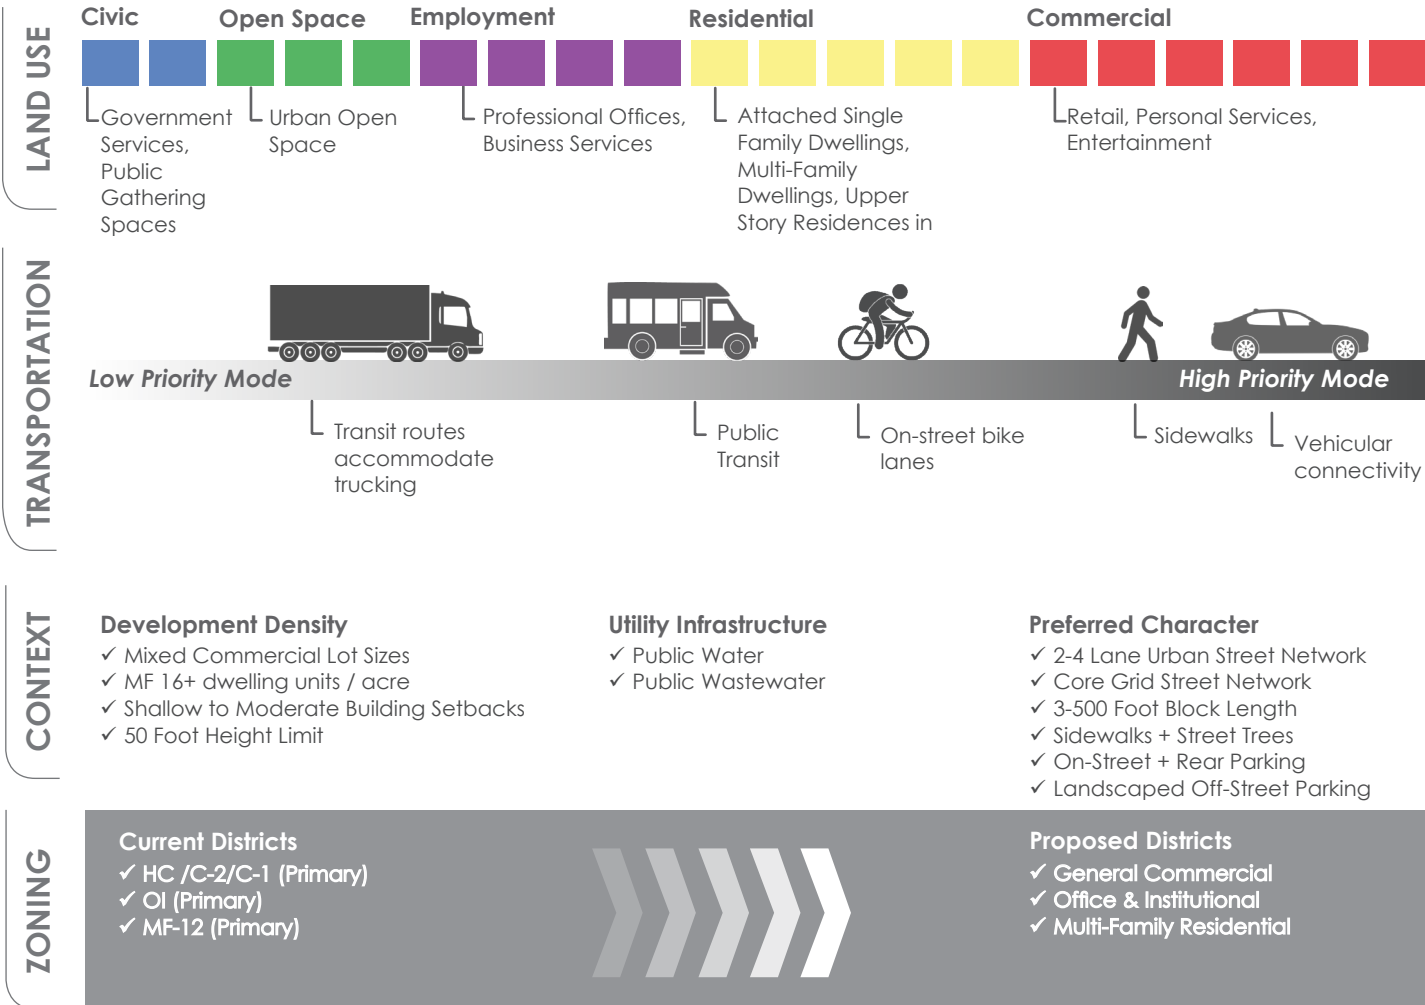 LAND USE
Civic
Open Space
Employment
Residential
Commercial
Government
Services,
Public
Gathering
Spaces
Urban Open
Space
Professional Offices,
Business Services
Attached Single
Family Dwellings,
Multi-Family
Dwellings, Upper
Story Residences in
Retail, Personal Services,
Entertainment
TRANSPORTATION
Low Priority Mode
High Priority Mode
Transit routes
accommodate
trucking
Public
Transit
On-street bike
lanes
Sidewalks
Vehicular
connectivity
CONTEXT
Development Density
✓ Mixed Commercial Lot Sizes
✓ MF 16+ dwelling units / acre
✓ Shallow to Moderate Building Setbacks
✓ 50 Foot Height Limit
Utility Infrastructure
✓ Public Water
✓ Public Wastewater
Preferred Character
✓ 2-4 Lane Urban Street Network
✓ Core Grid Street Network
✓ 3-500 Foot Block Length
✓ Sidewalks + Street Trees
✓ On-Street + Rear Parking
✓ Landscaped Off-Street Parking
ZONING
Current Districts
✓ HC /C-2/C-1 (Primary)
✓ OI (Primary)
✓ MF-12 (Primary)
Proposed Districts
✓ General Commercial
✓ Office & Institutional
✓ Multi-Family Residential